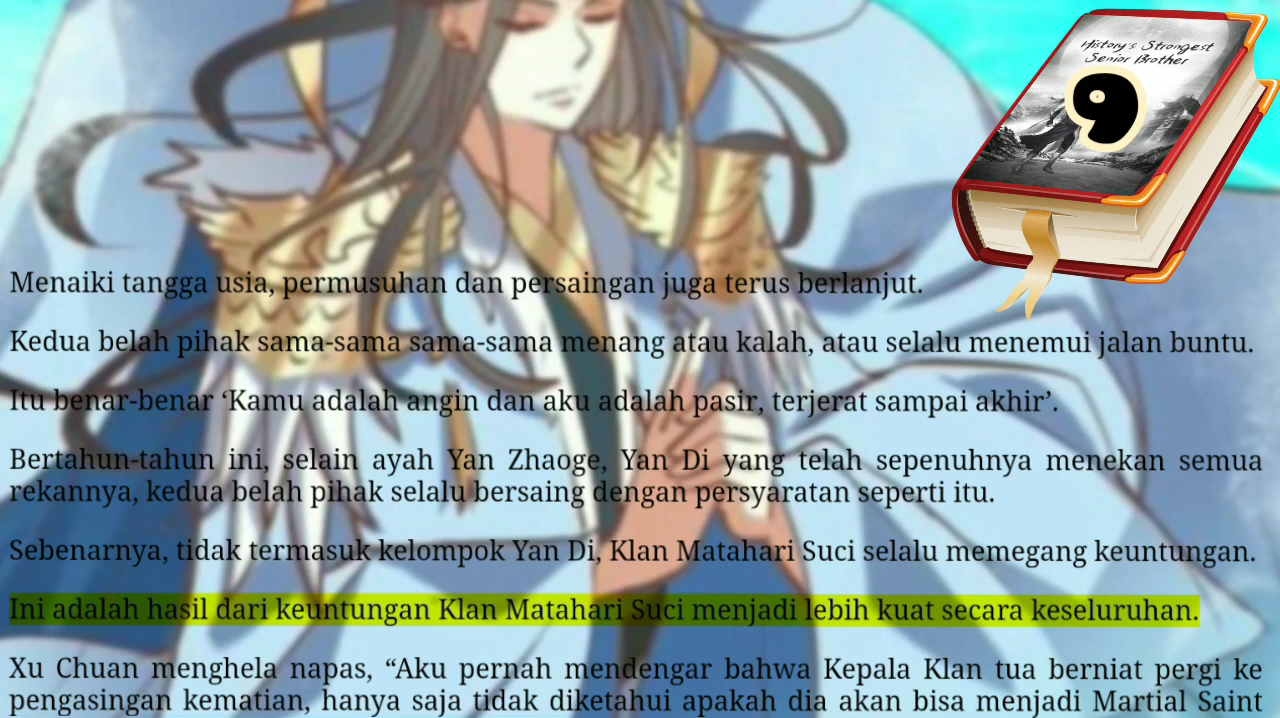 History's Strongest
Senior Brother
9
Menaiki tangga usia, permusuhan dan persaingan juga terus berlanjut.
Kedua belah pihak sama-sama sama-sama menang atau kalah, atau selalu menemui jalan buntu.
Itu benar-benar ‘Kamu adalah angin dan aku adalah pasir, terjerat sampai akhir’.
Bertahun-tahun ini, selain ayah Yan Zhaoge, Yan Di yang telah sepenuhnya menekan semua
rekannya, kedua belah pihak selalu bersaing dengan persyaratan seperti itu.
Sebenarnya, tidak termasuk kelompok Yan Di, Klan Matahari Suci selalu memegang keuntungan.
Ini adalah hasil dari keuntungan Klan Matahari Suci menjadi lebih kuat secara keseluruhan.
Xu Chuan menghela napas, “Aku pernah mendengar bahwa Kepala Klan tua berniat pergi ke
pengasingan kematian, hanya saja tidak diketahui apakah dia akan bisa menjadi Martial Saint